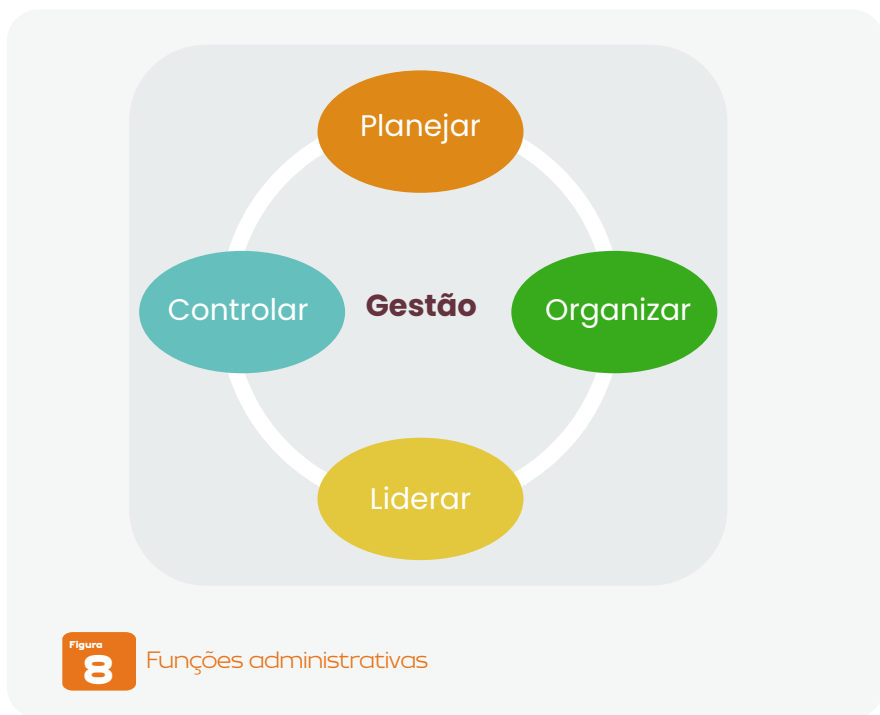 Planejar
Controlar
Gestão
Organizar
Liderar
Figura
8
Funções administrativas